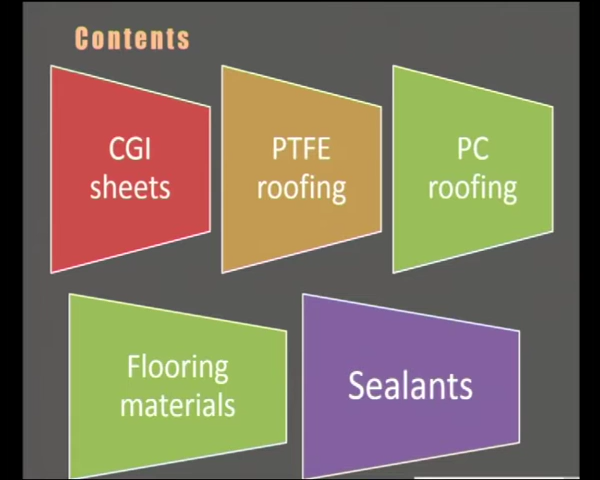 Contents
CGI
sheets
PTFE
roofing
PC
roofing
Flooring
materials
Sealants